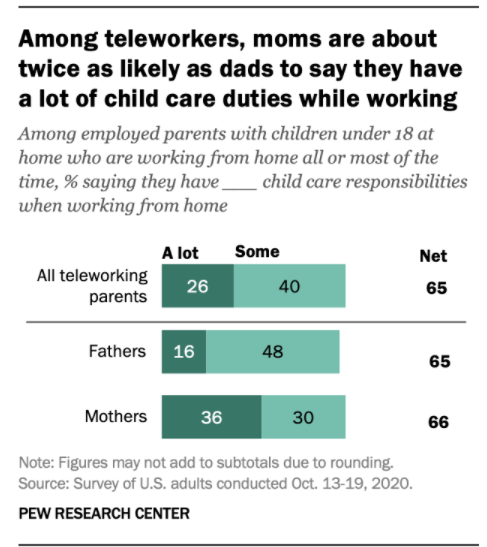 Among teleworkers, moms are about
twice as likely as dads to say they have
a lot of child care duties while working
Among employed parents with children under 18 at
home who are working from home all or most of the
time, % saying they have ___ child care responsibilities
when working from home
A lot Some Net
All teleworking
parents 26 40 65
Fathers 16 48 65
Mothers 36 30 66
Note: Figures may not add to subtotals due to rounding.
Source: Survey of U.S. adults conducted Oct. 13-19, 2020.
PEW RESEARCH CENTER